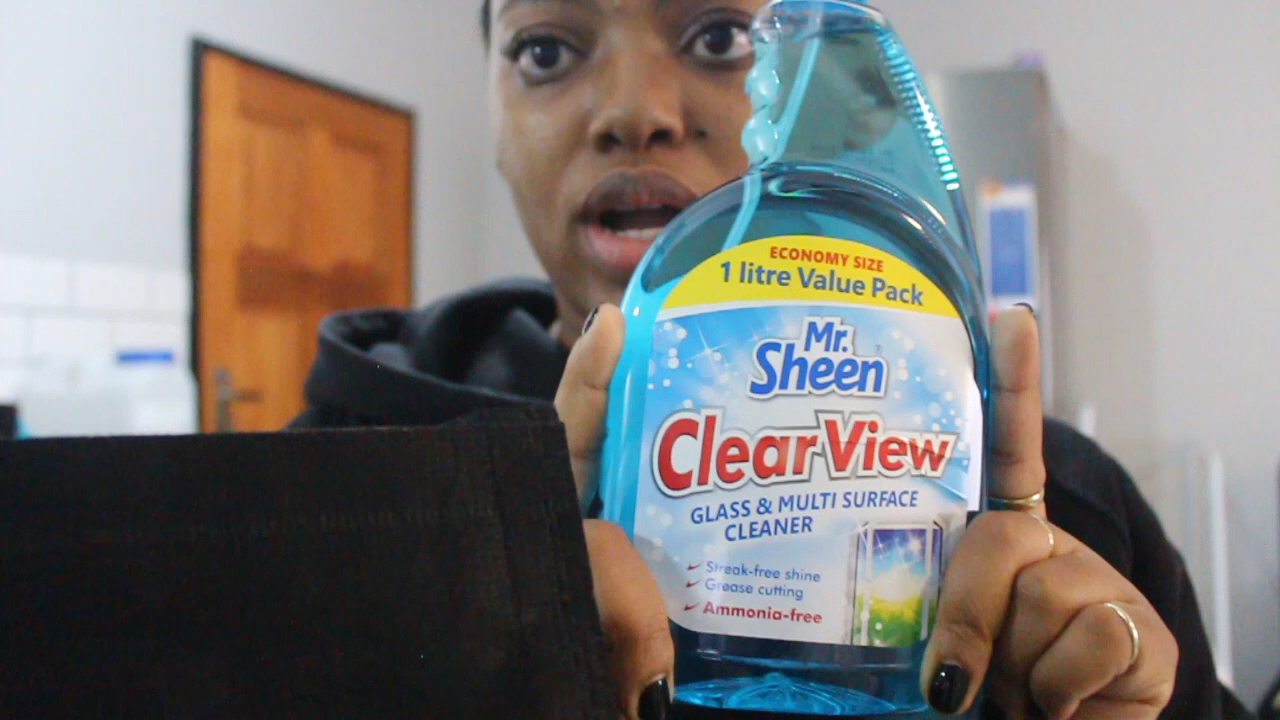 ECONOMY SIZE
1 litre Value Pack
Mr.
Sheen
Clear View
GLASS & MULTI SURFACE
CLEANER
Streak-free shine
Grease cutting
Ammonia-free